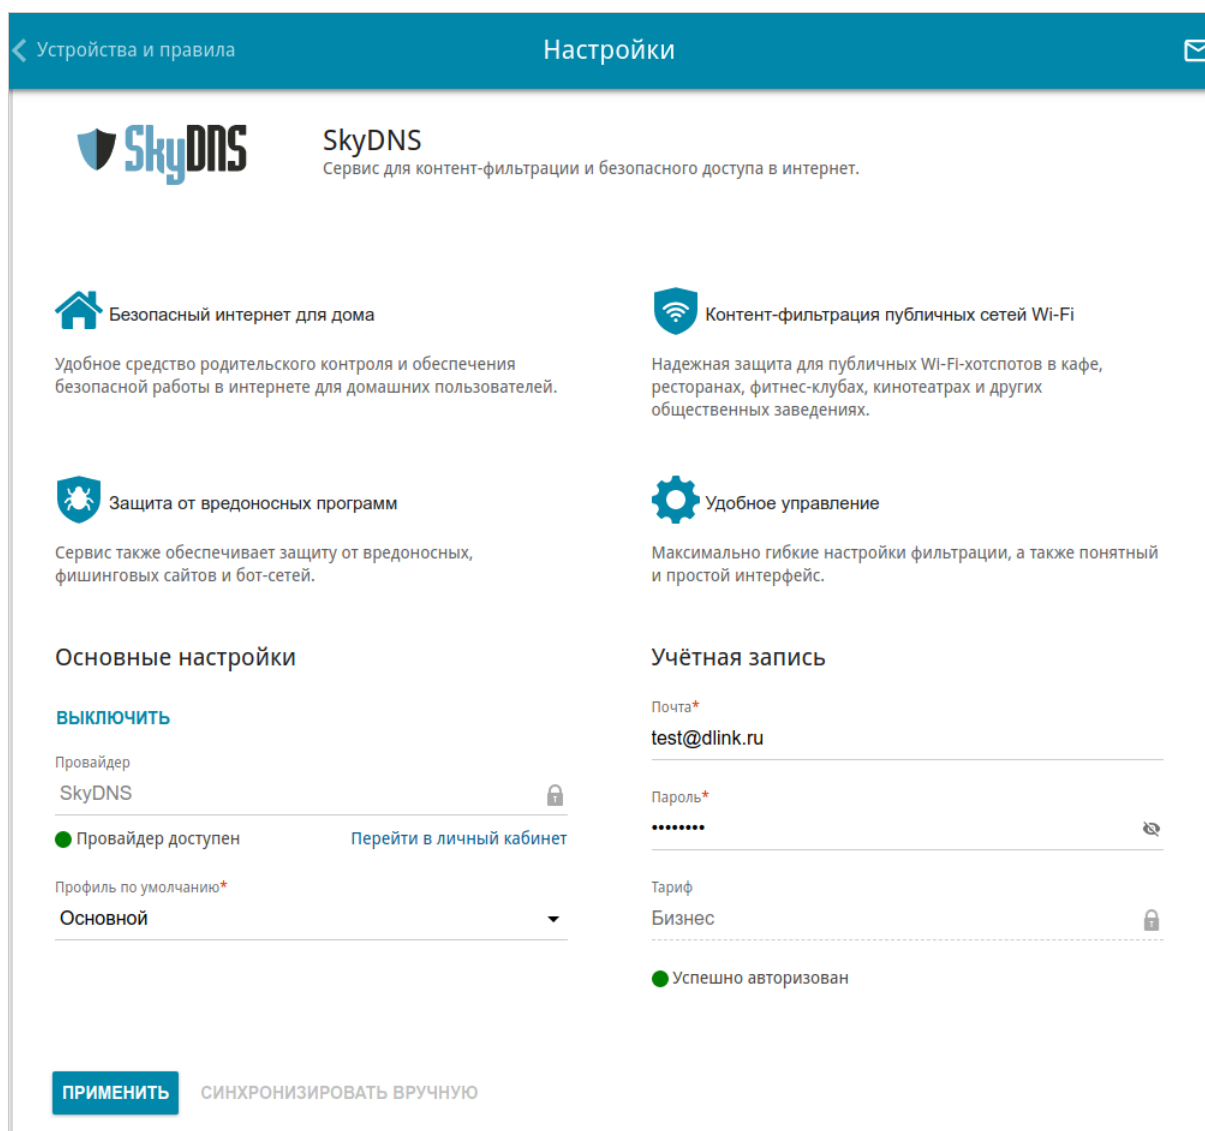 Устройства и правила
Настройки
SkyDNS
SkyDNS
Сервис для контент-фильтрации и безопасного доступа в интернет.
Безопасный интернет для дома
Удобное средство родительского контроля и обеспечения
безопасной работы в интернете для домашних пользователей.
Контент-фильтрация публичных сетей Wi-Fi
Надежная защита для публичных Wi-Fi-хотспотов в кафе,
ресторанах, фитнес-клубах, кинотеатрах и других
общественных заведениях.
Защита от вредоносных программ
Сервис также обеспечивает защиту от вредоносных,
фишинговых сайтов и бот-сетей.
Удобное управление
Максимально гибкие настройки фильтрации, а также понятный
и простой интерфейс.
Основные настройки
ВЫКЛЮЧИТЬ
Провайдер
SkyDNS
Провайдер доступен
Перейти в личный кабинет
Профиль по умолчанию*
Основной
Учётная запись
Почта*
test@dlink.ru
Пароль*
••••••••
Тариф
Бизнес
Успешно авторизован
ПРИМЕНИТЬ
СИНХРОНИЗИРОВАТЬ ВРУЧНУЮ